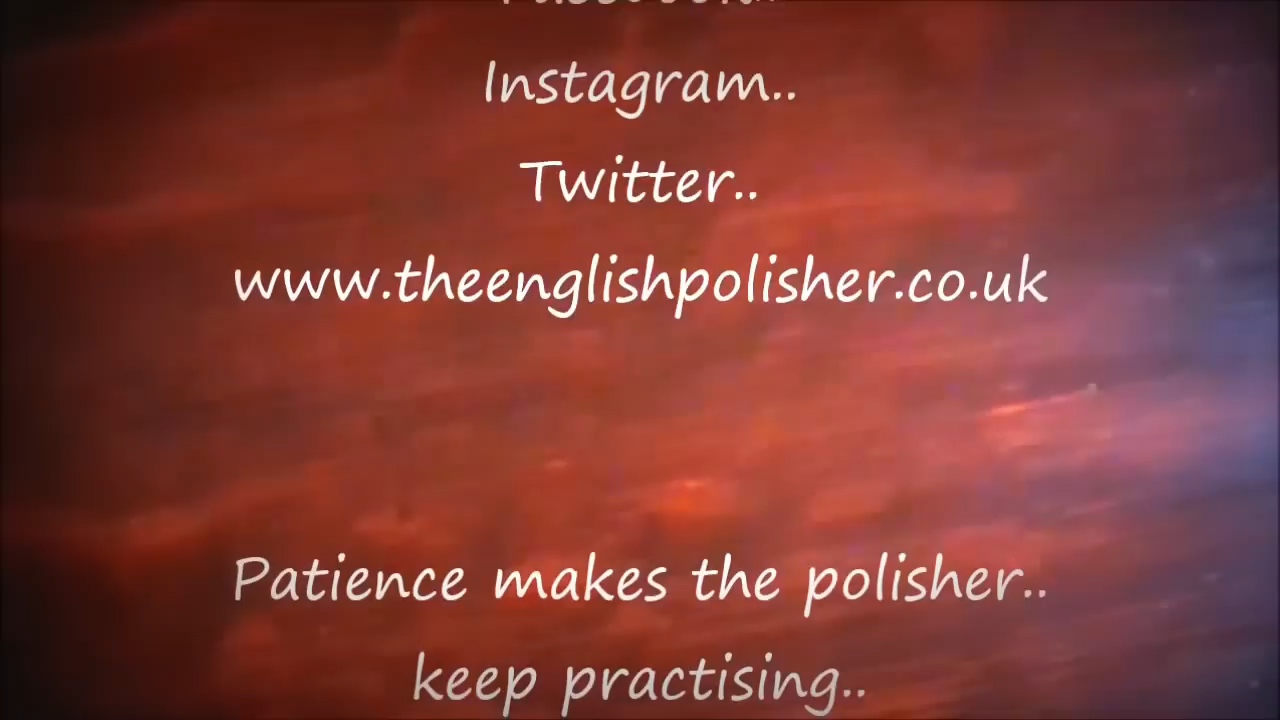 Instagram..
Twitter..
www.theenglishpolisher.co.uk
Patience makes the polisher..
keep practising..